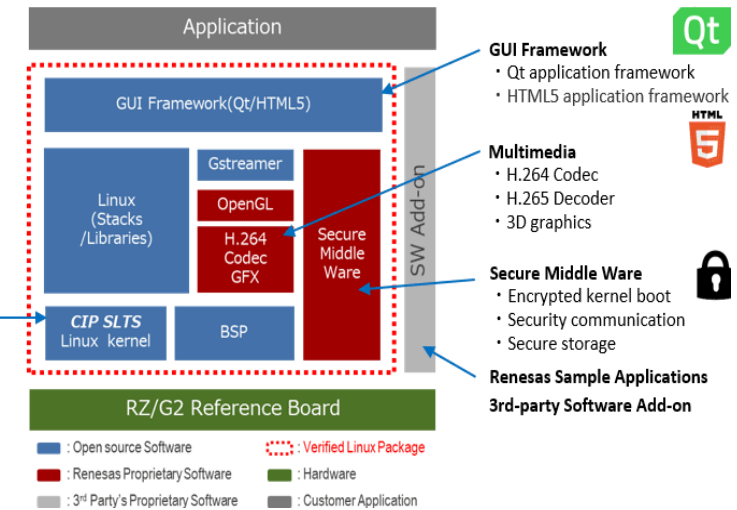 Application
GUI Framework(Qt/HTML5)
Linux
(Stacks
/Libraries)
Gstreamer
OpenGL
H.264
Codec
GFX
Secure
Middle
Ware
CIP SLTS
Linux kernel
BSP
SW Add-on
RZ/G2 Reference Board
: Open source Software
: Verified Linux Package
: Renesas Proprietary Software
: Hardware
: 3rd Party's Proprietary Software
: Customer Application
Qt
GUI Framework
・Qt application framework
・HTML5 application framework
HTML
5
Multimedia
・H.264 Codec
・H.265 Decoder
・3D graphics
Secure Middle Ware
・Encrypted kernel boot
・Security communication
・Secure storage
Renesas Sample Applications
3rd-party Software Add-on